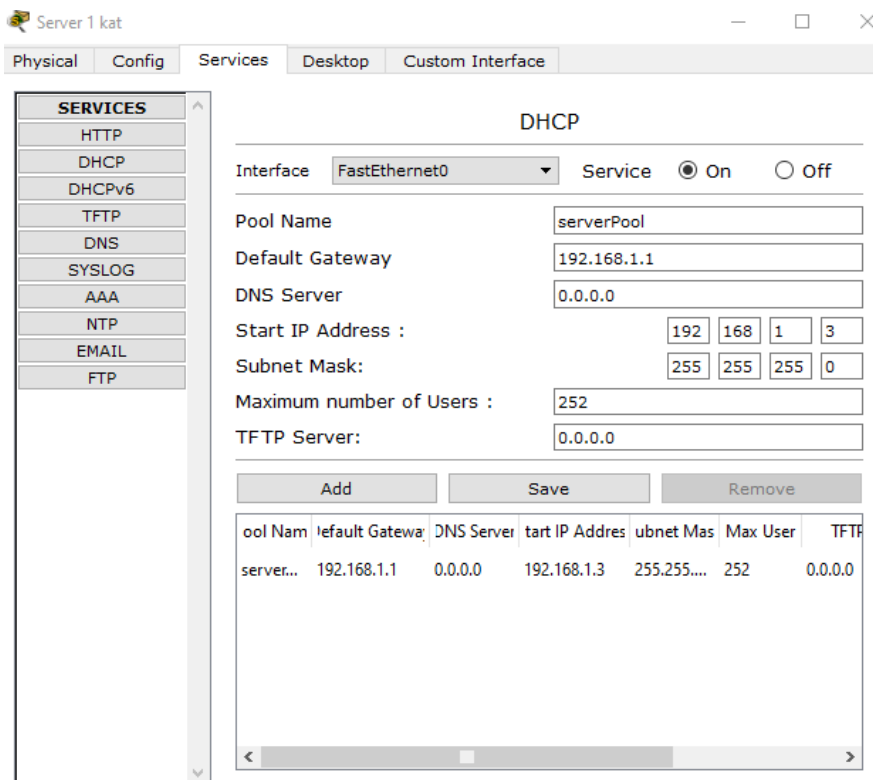 Server 1 kat
Physical Config Services Desktop Custom Interface
SERVICES
HTTP
DHCP
DHCPv6
TFTP
DNS
SYSLOG
AAA
NTP
EMAIL
FTP
DHCP
Interface FastEthernet0 Service On Off
Pool Name serverPool
Default Gateway 192.168.1.1
DNS Server 0.0.0.0
Start IP Address : 192 168 1 3
Subnet Mask: 255 255 255 0
Maximum number of Users : 252
TFTP Server: 0.0.0.0
Add Save Remove
ool Nam efault Gateway DNS Server tart IP Addres ubnet Mas Max User TFTP
server... 192.168.1.1 0.0.0.0 192.168.1.3 255.255.... 252 0.0.0.0